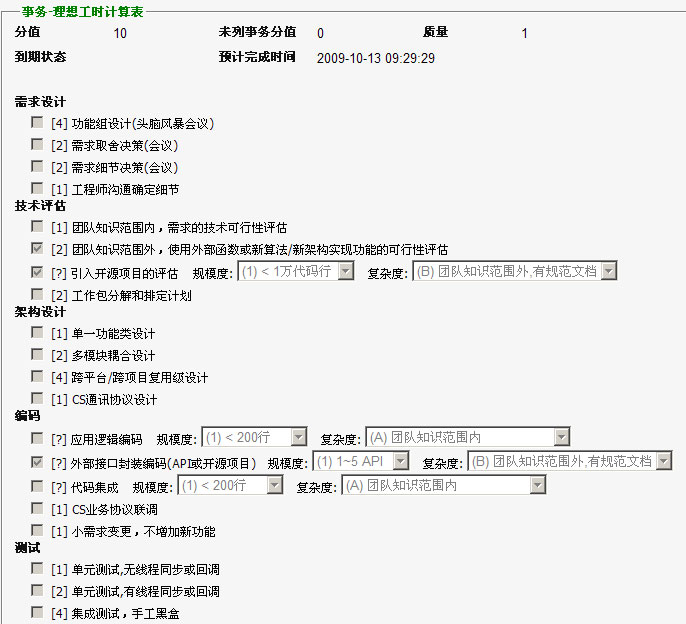 事务-理想工时计算表
分值 10 未列事务分值 0 质量 1
到期状态 预计完成时间 2009-10-13 09:29:29
需求设计
[4] 功能组设计(头脑风暴会议)
[2] 需求取舍决策(会议)
[2] 需求细节决策(会议)
[1] 工程师沟通确定细节
技术评估
[1] 团队知识范围内，需求的技术可行性评估
[2] 团队知识范围外，使用外部函数或新算法/新架构实现功能的可行性评估
[?] 引入开源项目的评估 规模度: (1) < 1万代码行 复杂度: (B) 团队知识范围外,有规范文档
[2] 工作包分解和排定计划
架构设计
[1] 单一功能类设计
[2] 多模块耦合设计
[4] 跨平台/跨项目复用级设计
[1] CS通讯协议设计
编码
[?] 应用逻辑编码 规模度: (1) < 200行 复杂度: (A) 团队知识范围内
[?] 外部接口封装编码(API或开源项目) 规模度: (1) 1~5 API 复杂度: (B) 团队知识范围外,有规范文档
[?] 代码集成 规模度: (1) < 200行 复杂度: (A) 团队知识范围内
[1] CS业务协议联调
[1] 小需求变更，不增加新功能
测试
[1] 单元测试,无线程同步或回调
[2] 单元测试,有线程同步或回调
[4] 集成测试，手工黑盒